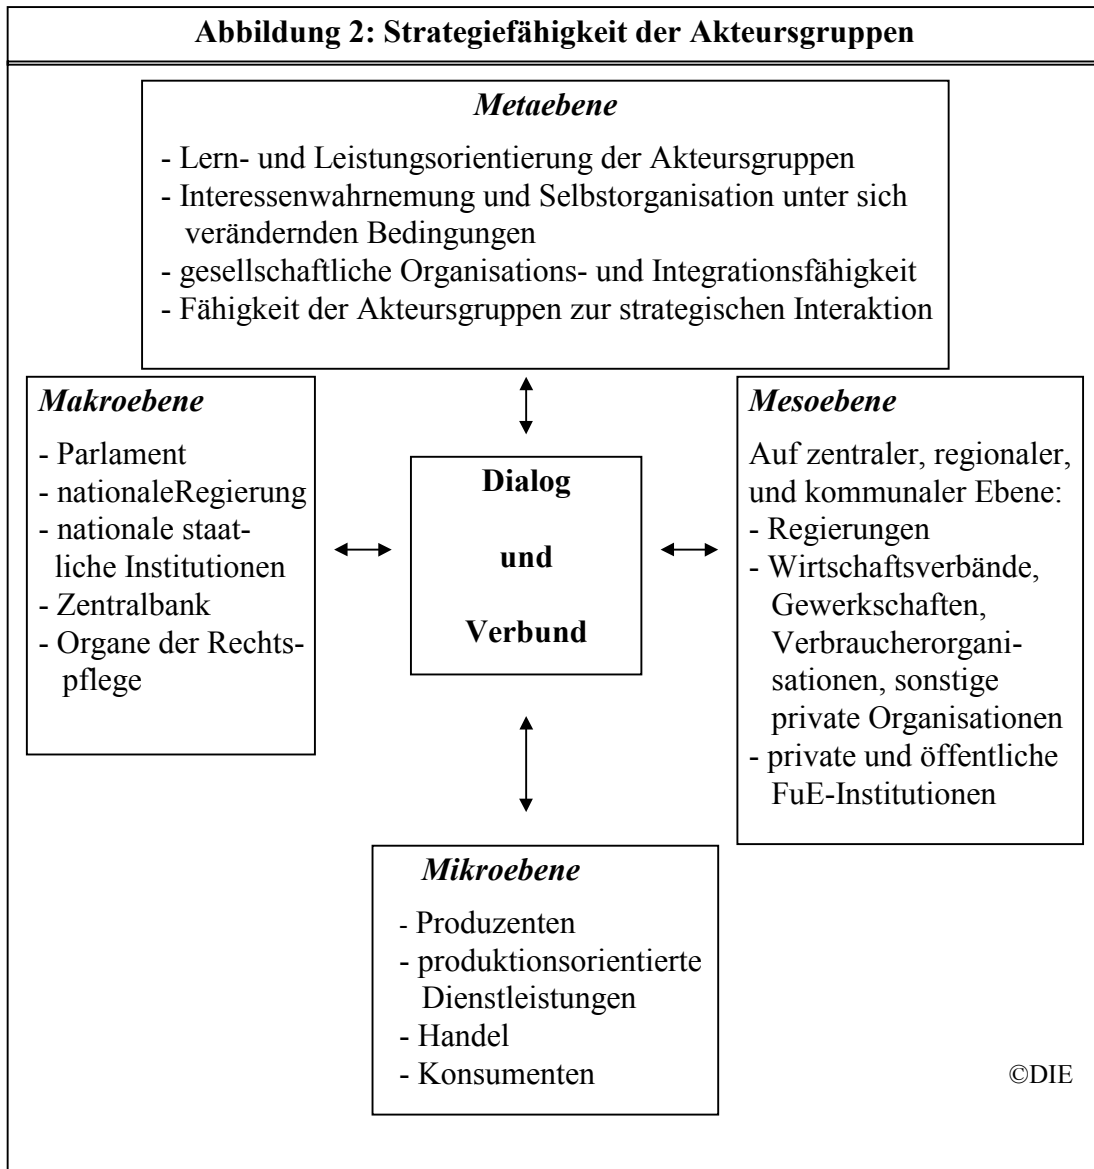 Abbildung 2: Strategiefähigkeit der Akteursgruppen
Metaebene
- Lern- und Leistungsorientierung der Akteursgruppen
- Interessenwahrnemung und Selbstorganisation unter sich
verändernden Bedingungen
- gesellschaftliche Organisations- und Integrationsfähigkeit
- Fähigkeit der Akteursgruppen zur strategischen Interaktion
Makroebene
- Parlament
- nationaleRegierung
- nationale staat-
liche Institutionen
- Zentralbank
- Organe der Rechts-
pflege
Dialog
und
Verbund
Mesoebene
Auf zentraler, regionaler,
und kommunaler Ebene:
- Regierungen
- Wirtschaftsverbände,
Gewerkschaften,
Verbraucherorgani-
sationen, sonstige
private Organisationen
- private und öffentliche
FuE-Institutionen
Mikroebene
- Produzenten
- produktionsorientierte
Dienstleistungen
- Handel
- Konsumenten
©DIE